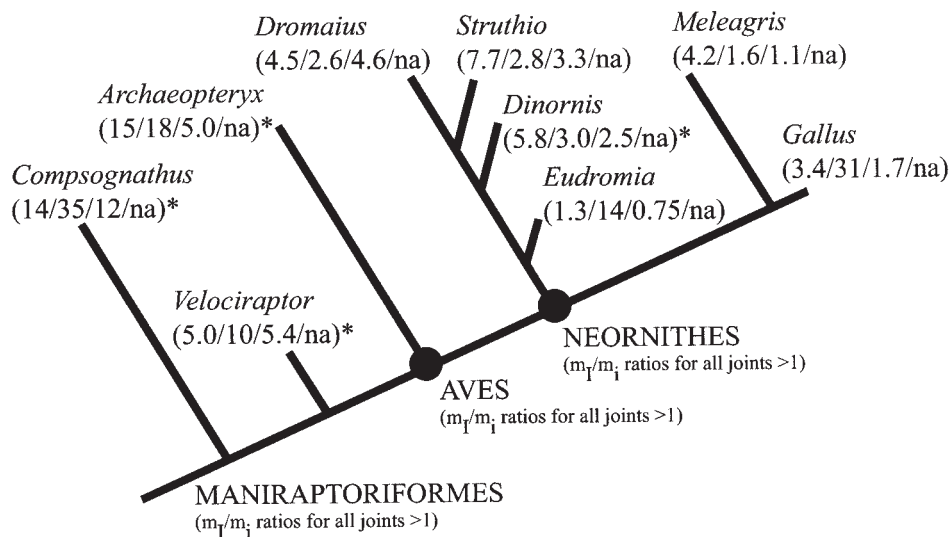 Dromaius
(4.5/2.6/4.6/na)
Struthio
(7.7/2.8/3.3/na)
Meleagris
(4.2/1.6/1.1/na)
Archaeopteryx
(15/18/5.0/na)*
Dinornis
(5.8/3.0/2.5/na)*
Gallus
(3.4/31/1.7/na)
Compsognathus
(14/35/12/na)*
Eudromia
(1.3/14/0.75/na)
Velociraptor
(5.0/10/5.4/na)*
NEORNITHES
(mI/mi ratios for all joints >1)
AVES
(mI/mi ratios for all joints >1)
MANIRAPTORIFORMES
(mI/mi ratios for all joints >1)